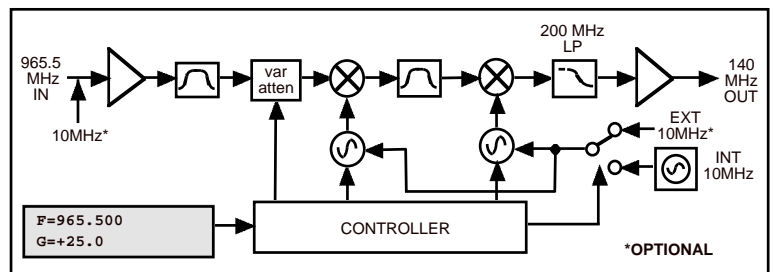 200 MHz
LP
965.5
MHz
IN
var
atten
140
MHz
OUT
10MHz*
EXT
10MHz*
INT
10MHz
F=965.500
G=+25.0
CONTROLLER
*OPTIONAL